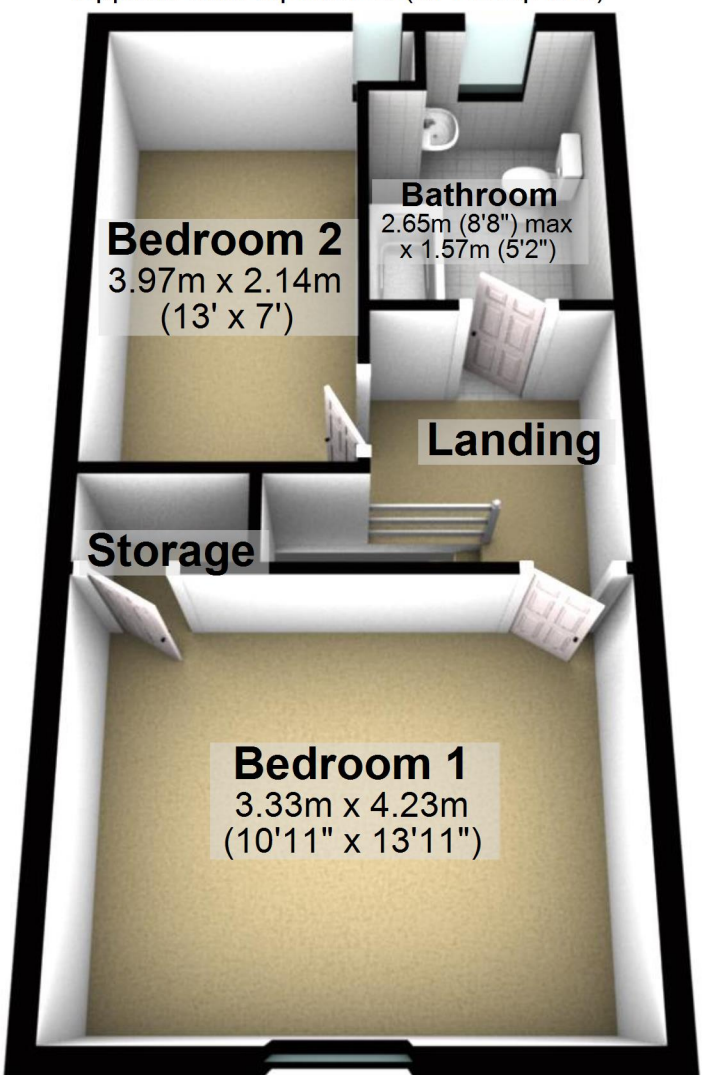 Bathroom
2.65m (8'8") max
x 1.57m (5'2")
Bedroom 2
3.97m x 2.14m
(13' x 7')
Landing
Storage
Bedroom 1
3.33m x 4.23m
(10'11" x 13'11")